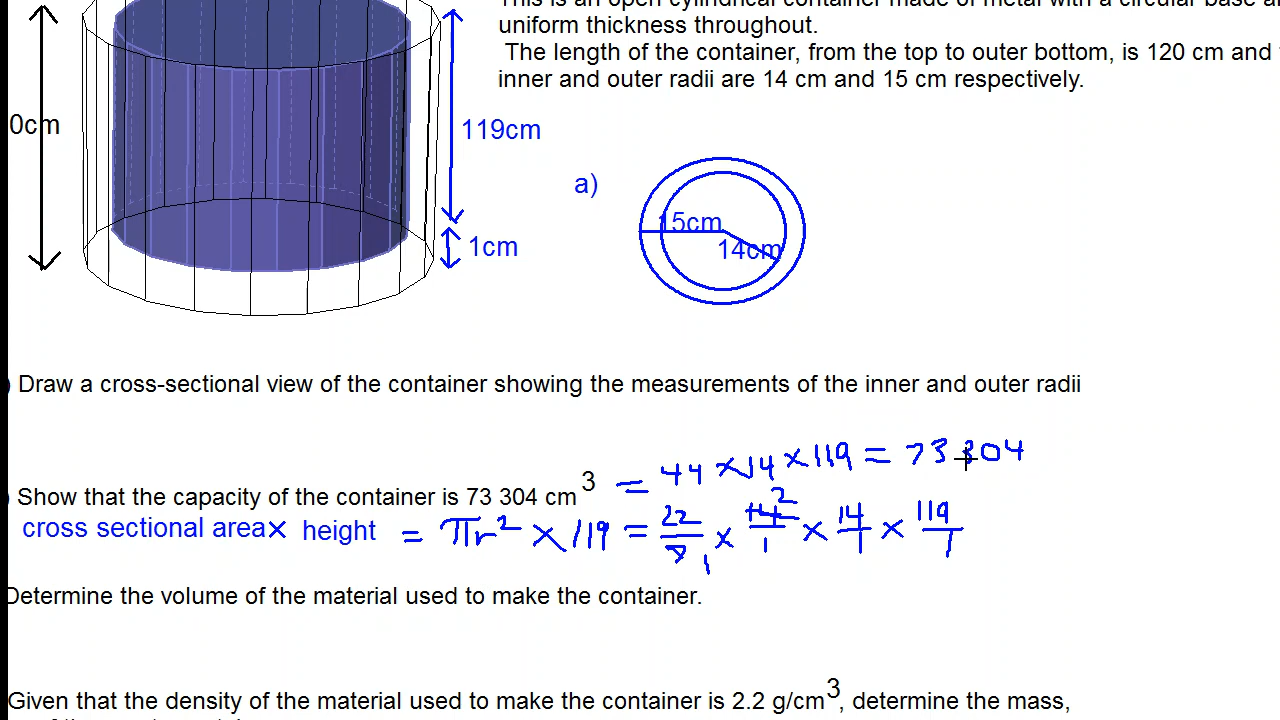 This is an open cylindrical container made of metal with a circular base
uniform thickness throughout.
The length of the container, from the top to outer bottom, is 120 cm and
inner and outer radii are 14 cm and 15 cm respectively.
0cm
119cm
a)
15cm
14cm
1cm
) Draw a cross-sectional view of the container showing the measurements of the inner and outer radii
= 44 × 14 × 119 = 73 304
) Show that the capacity of the container is 73 304 cm 3
cross sectional area × height = πr² × 119 = 22/7 1 × 14/1 2 × 14/1 × 119/1
Determine the volume of the material used to make the container.
Given that the density of the material used to make the container is 2.2 g/cm3, determine the mass,